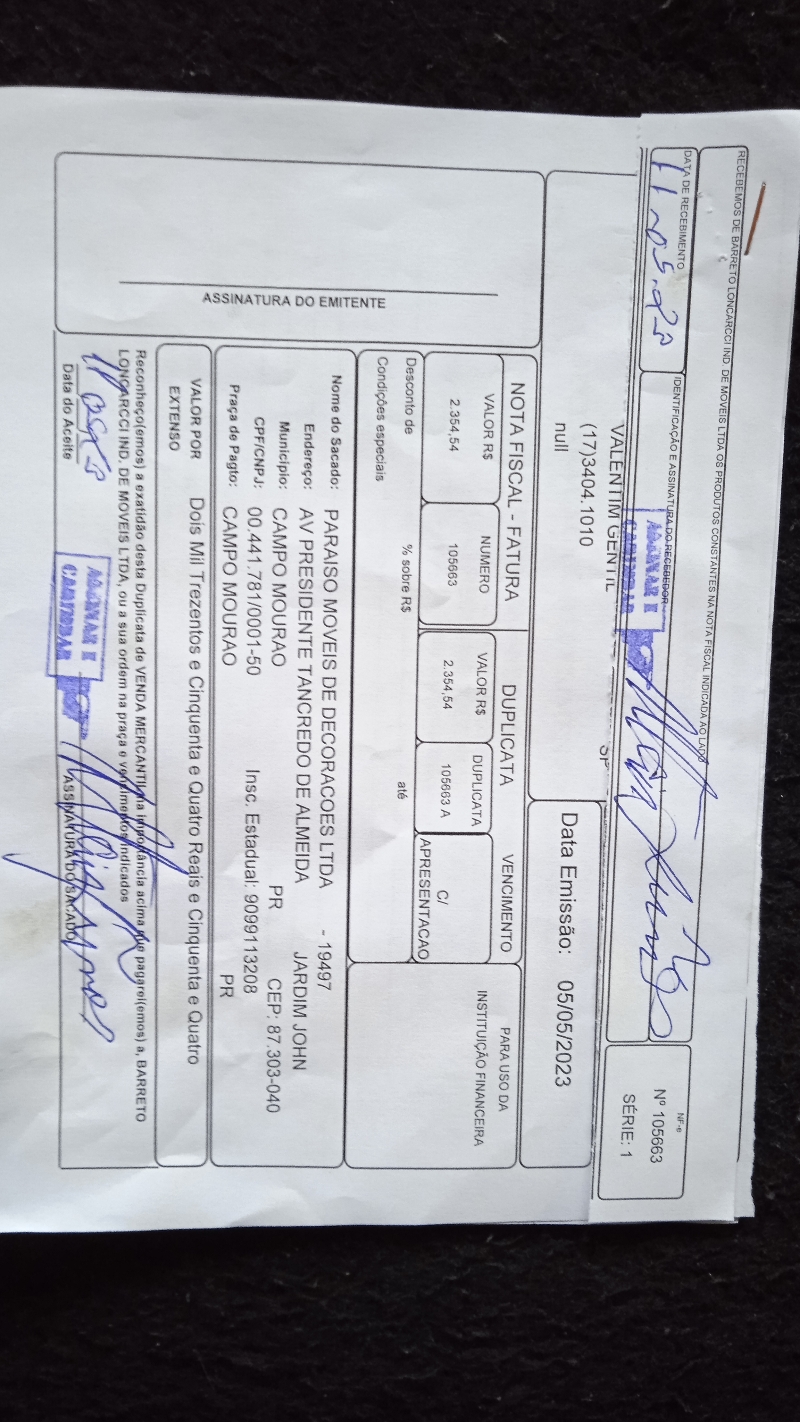 RECEBEMOS DE BARRETO LONCARCCI IND. DE MOVEIS LTDA OS PRODUTOS CONSTANTES NA NOTA FISCAL INDICADA AO LADO
DATA DE RECEBIMENTO
IDENTIFICAÇÃO E ASSINATURA DO RECEBEDOR
11.05.23
ASSINAR E
CARIMBAR
NF-e
Nº 105663
SÉRIE: 1
VALENTIM GENTIL
SP
(17)3404.1010
null
Data Emissão: 05/05/2023
NOTA FISCAL - FATURA
DUPLICATA
VENCIMENTO
PARA USO DA
INSTITUIÇÃO FINANCEIRA
VALOR R$ NUMERO VALOR R$ DUPLICATA
2.354,54 105663 2.354,54 105663 A C/
APRESENTACAO
Desconto de % sobre R$ até
Condições especiais
Nome do Sacado: PARAISO MOVEIS DE DECORACOES LTDA - 19497
Endereço: AV PRESIDENTE TANCREDO DE ALMEIDA JARDIM JOHN
Municipio: CAMPO MOURAO PR CEP: 87.303-040
CPF/CNPJ: 00.441.781/0001-50 Insc. Estadual: 9099113208
Praça de Pagto: CAMPO MOURAO PR
VALOR POR
EXTENSO
Dois Mil Trezentos e Cinquenta e Quatro Reais e Cinquenta e Quatro
Reconheço(emos) a exatidão desta Duplicata de VENDA MERCANTIL na importância acima que pagarei(emos) a, BARRETO
LONCARCCI IND. DE MOVEIS LTDA, ou a sua ordem na praça e vencimentos indicados
ASSINAR E
CARIMBAR
Data do Aceite
ASSINATURA DO SACADO
ASSINATURA DO EMITENTE